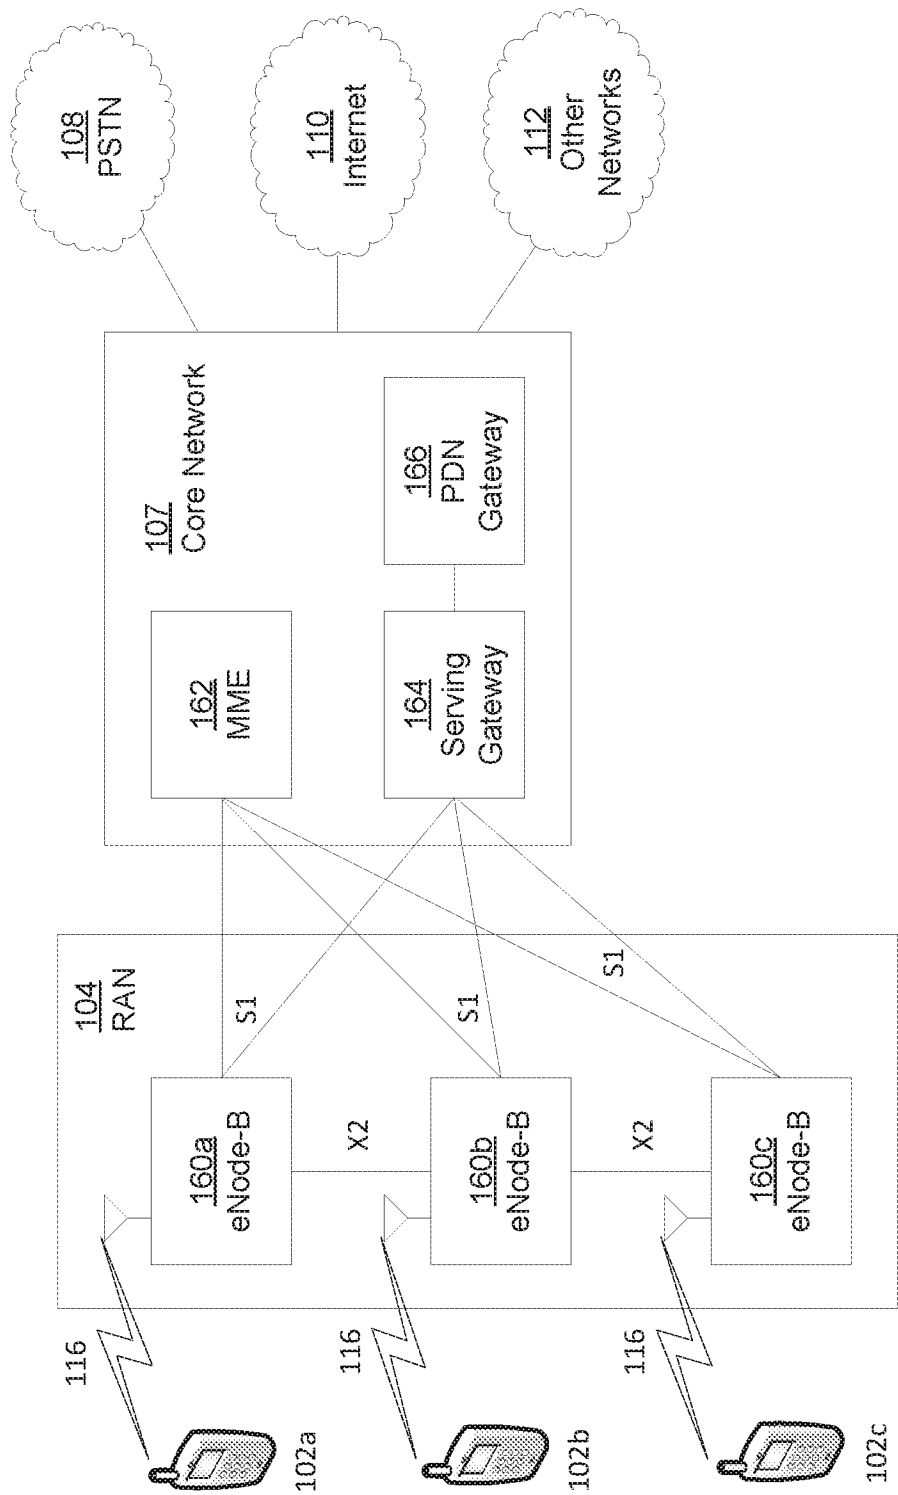 108
PSTN
110
Internet
112
Other
Networks
107
Core Network
162
MME
164
Serving
Gateway
166
PDN
Gateway
104
RAN
S1
S1
S1
160a
eNode-B
X2
160b
eNode-B
X2
160c
eNode-B
116
116
116
102a
102b
102c